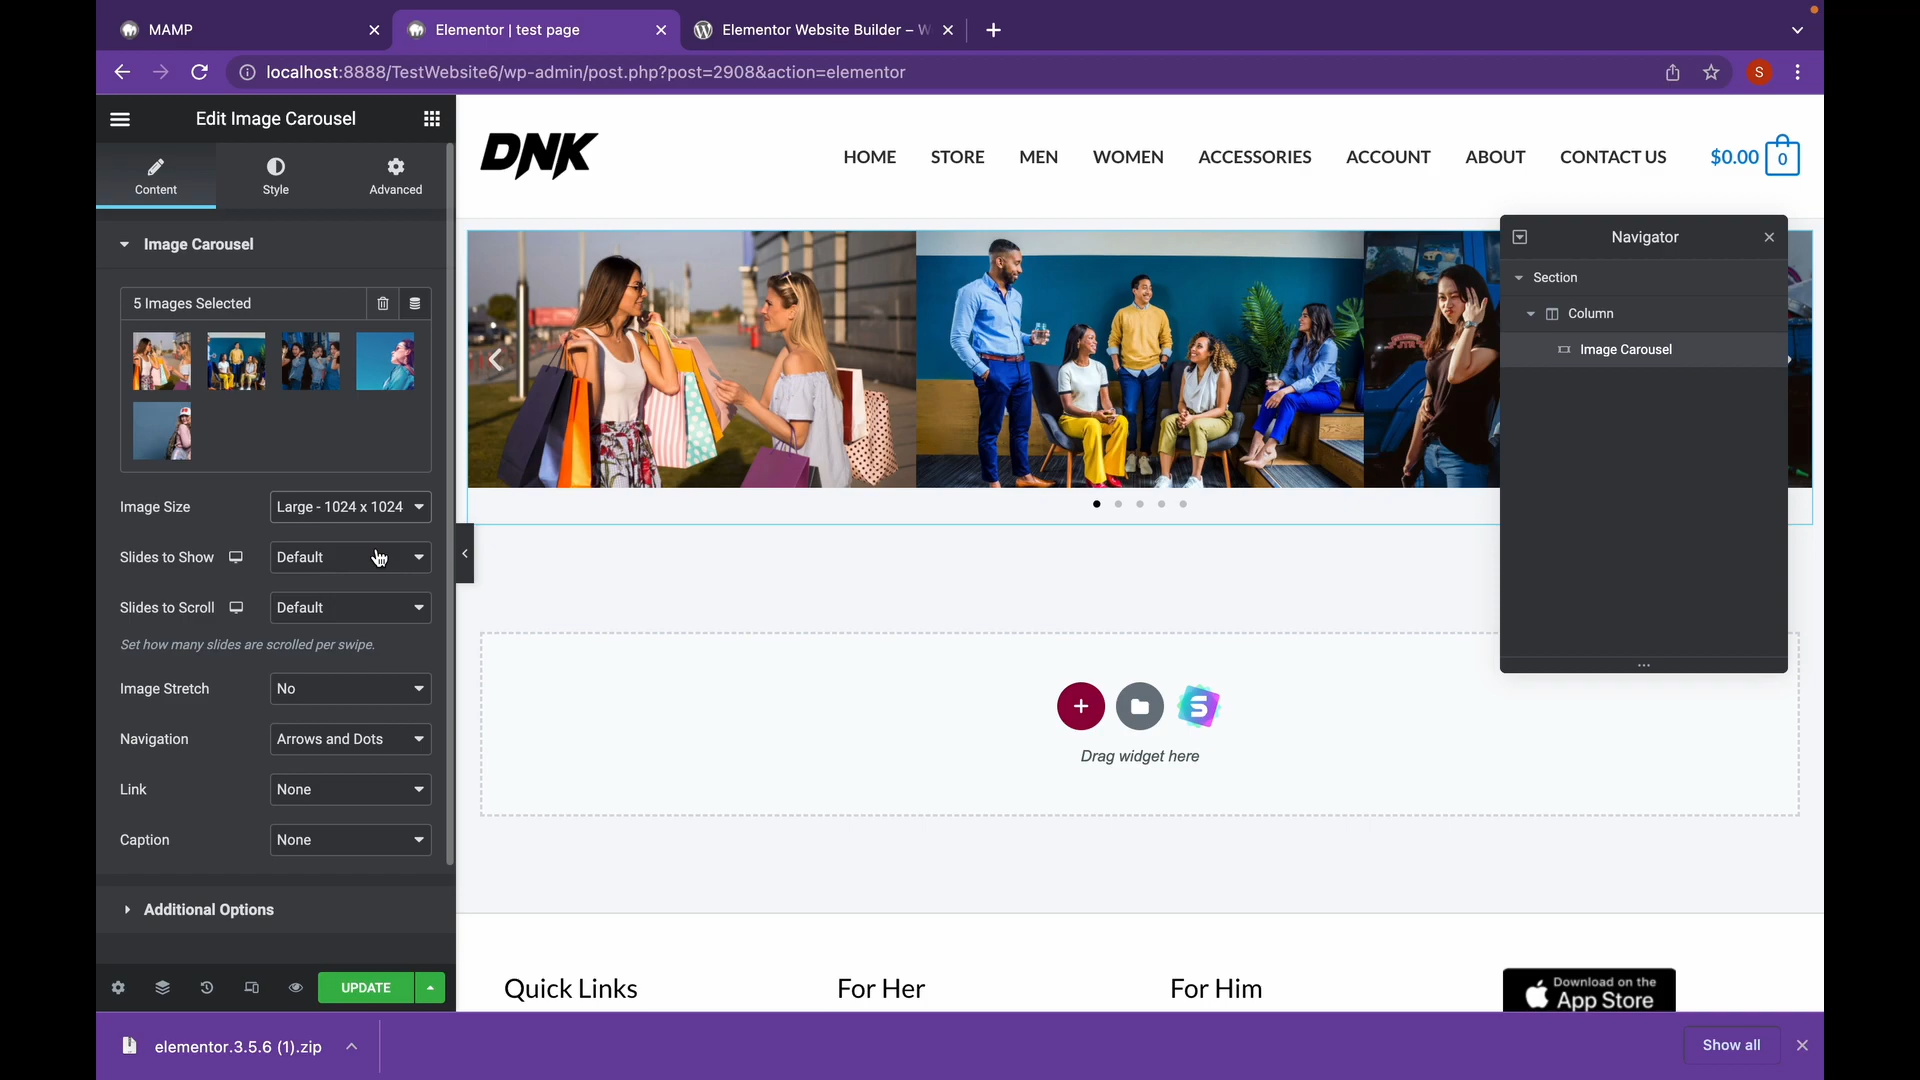 MAMP
Elementor | test page
Elementor Website Builder – W
localhost:8888/TestWebsite6/wp-admin/post.php?post=2908&action=elementor
S
Edit Image Carousel
Content
Style
Advanced
Image Carousel
5 Images Selected
Image Size
Large - 1024 x 1024
Slides to Show
Default
Slides to Scroll
Default
Set how many slides are scrolled per swipe.
Image Stretch
No
Navigation
Arrows and Dots
Link
None
Caption
None
Additional Options
UPDATE
DNK
HOME
STORE
MEN
WOMEN
ACCESSORIES
ACCOUNT
ABOUT
CONTACT US
$0.00
0
Navigator
Section
Column
Image Carousel
Drag widget here
Quick Links
For Her
For Him
Download on the
App Store
elementor.3.5.6 (1).zip
Show all